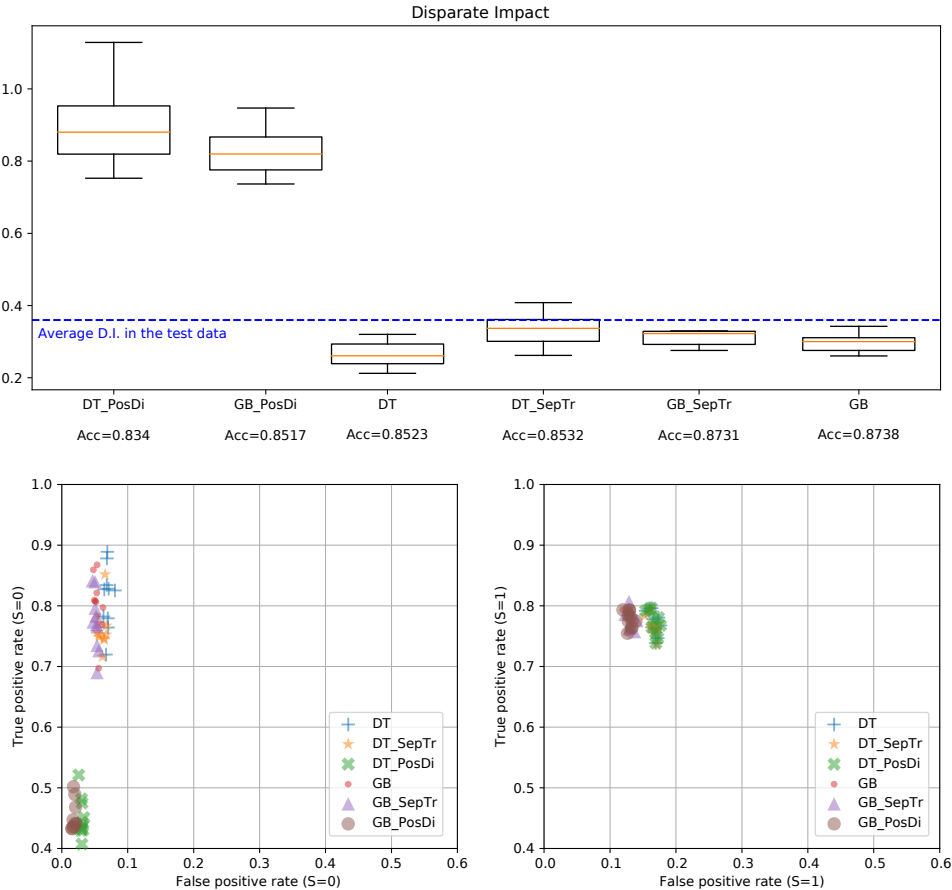 Disparate Impact
1.0
0.8
0.6
0.4
0.2
Average D.I. in the test data
DT_PosDi GB_PosDi DT DT_SepTr GB_SepTr GB
Acc=0.834 Acc=0.8517 Acc=0.8523 Acc=0.8532 Acc=0.8731 Acc=0.8738
True positive rate (S=0)
1.0
0.9
0.8
0.7
0.6
0.5
0.4
DT
DT_SepTr
DT_PosDi
GB
GB_SepTr
GB_PosDi
0.0 0.1 0.2 0.3 0.4 0.5 0.6
False positive rate (S=0)
True positive rate (S=1)
1.0
0.9
0.8
0.7
0.6
0.5
0.4
DT
DT_SepTr
DT_PosDi
GB
GB_SepTr
GB_PosDi
0.0 0.1 0.2 0.3 0.4 0.5 0.6
False positive rate (S=1)